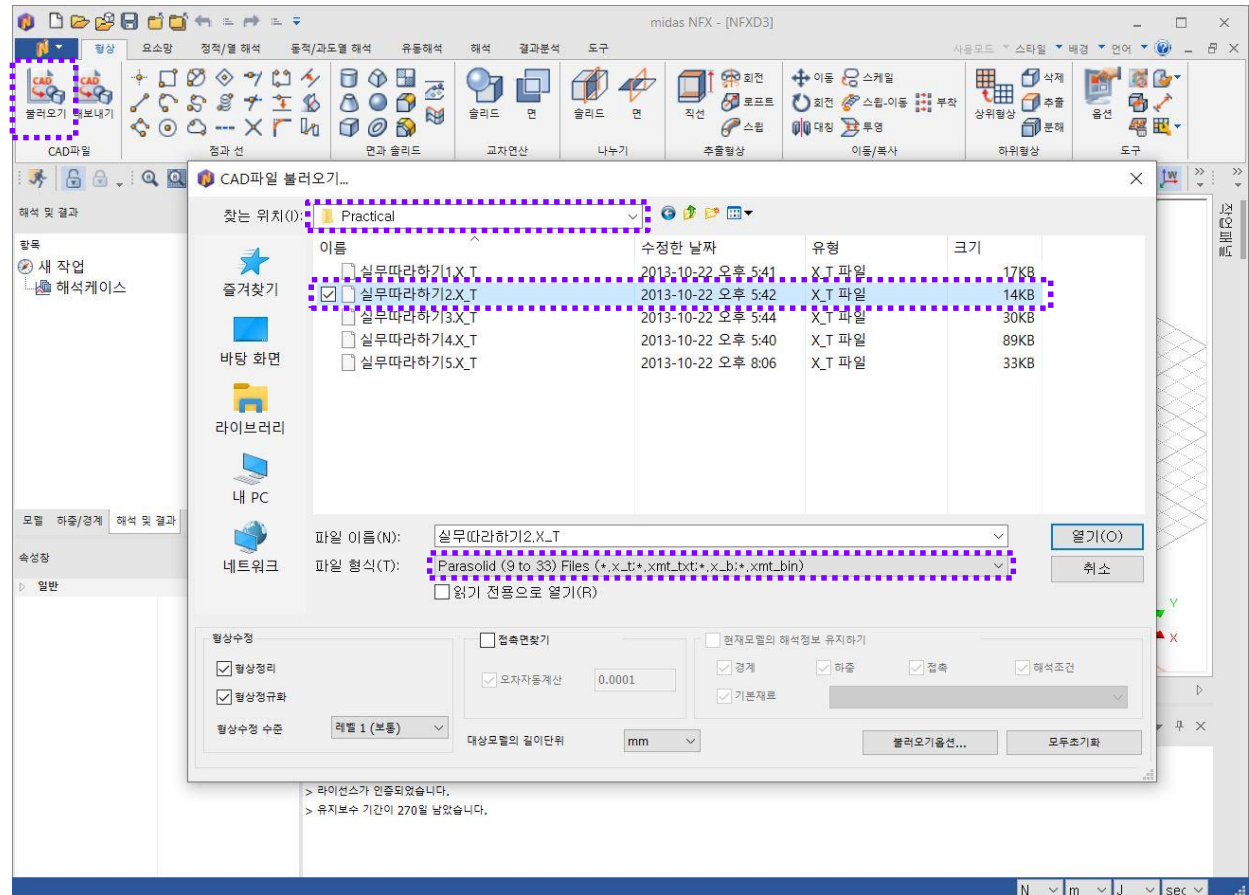 midas NFX - [NFXD3]
형상 요소망 정적/열 해석 동적/과도열 해석 유동해석 해석 결과분석 도구 사용모드 스타일 배경 언어
CAD CAD
불러오기 내보내기
솔리드 면 솔리드 면 직선
회전 로프트 스윕
이동 스케일
회전 스윕-이동 부착
대칭 투영
상위형상 삭제 추출 분해
옵션
CAD파일 점과 선 면과 솔리드 교차연산 나누기 추출형상 이동/복사 하위형상 도구
해석 및 결과
항목
새 작업
해석케이스
작업패널
CAD파일 불러오기...
찾는 위치(I): Practical
이름 수정한 날짜 유형 크기
실무따라하기1.X_T 2013-10-22 오후 5:41 X_T 파일 17KB
실무따라하기2.X_T 2013-10-22 오후 5:42 X_T 파일 14KB
실무따라하기3.X_T 2013-10-22 오후 5:44 X_T 파일 30KB
실무따라하기4.X_T 2013-10-22 오후 5:40 X_T 파일 89KB
실무따라하기5.X_T 2013-10-22 오후 8:06 X_T 파일 33KB
즐겨찾기
바탕 화면
라이브러리
내 PC
네트워크
파일 이름(N): 실무따라하기2.X_T 열기(O)
파일 형식(T): Parasolid (9 to 33) Files (*.x_t;*.xmt_txt;*.x_b;*.xmt_bin) 취소
읽기 전용으로 열기(R)
형상수정
형상정리
형상정규화
형상수정 수준 레벨 1 (보통)
접촉면찾기
오차자동계산 0.0001
대상모델의 길이단위 mm
현재모델의 해석정보 유지하기
경계 하중 접촉 해석조건
기본재료
불러오기옵션... 모두초기화
모델 하중/경계 해석 및 결과
속성창
일반
Y
X
> 라이선스가 인증되었습니다.
> 유지보수 기간이 270일 남았습니다.
N m J sec